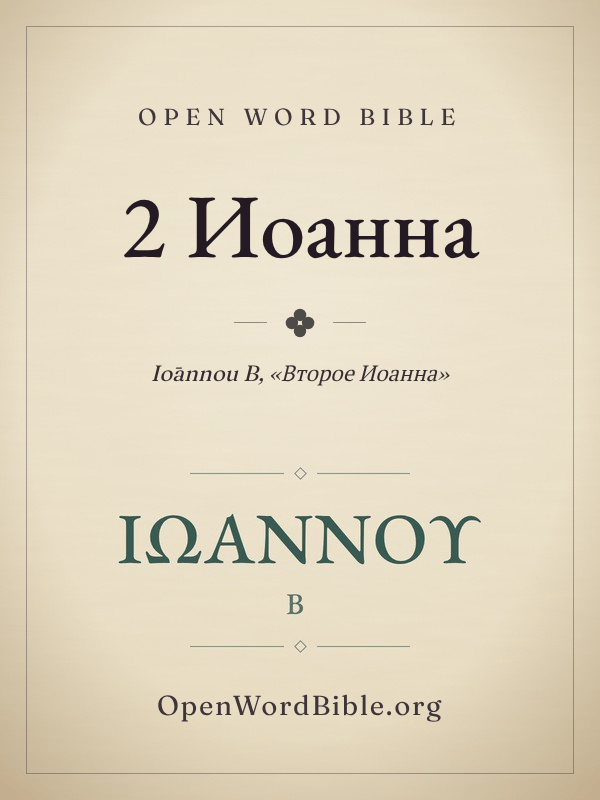 OPEN WORD BIBLE
2 Иоанна
Ioānnou B, «Второе Иоанна»
ΙΩΑΝΝΟΥ
Β
OpenWordBible.org